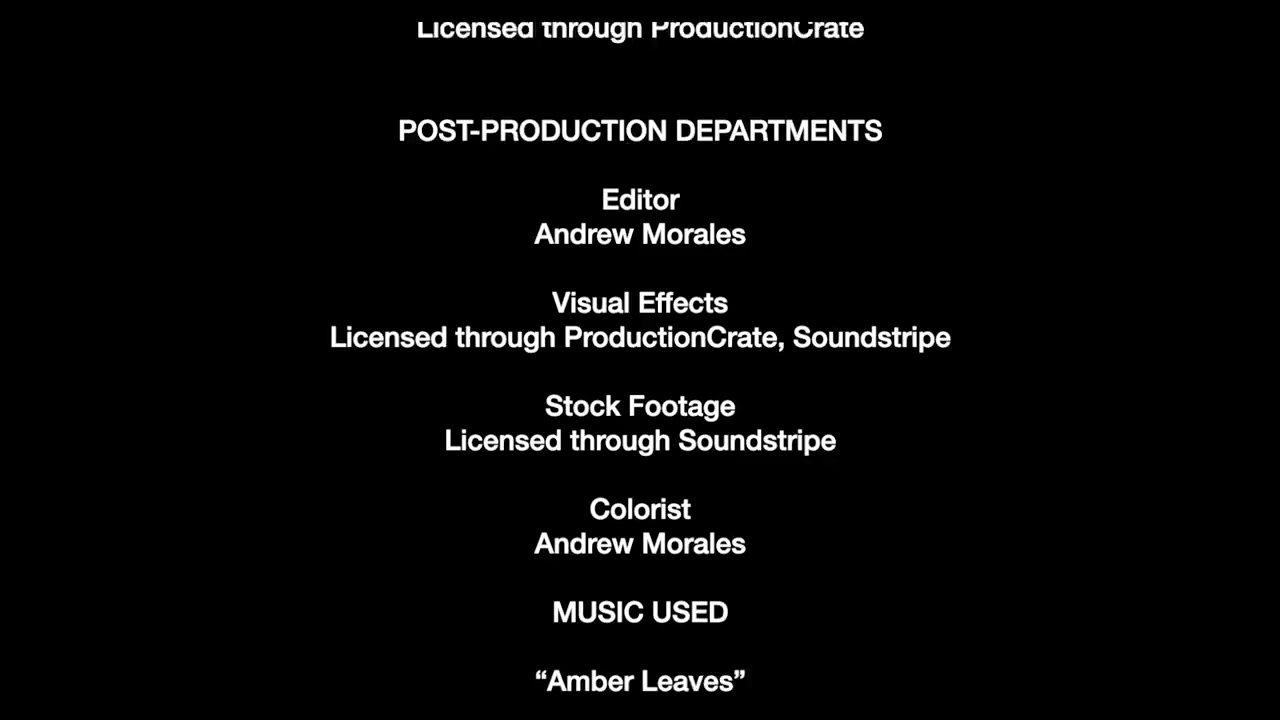 Licensed through ProductionCrate
POST-PRODUCTION DEPARTMENTS
Editor
Andrew Morales
Visual Effects
Licensed through ProductionCrate, Soundstripe
Stock Footage
Licensed through Soundstripe
Colorist
Andrew Morales
MUSIC USED
“Amber Leaves”